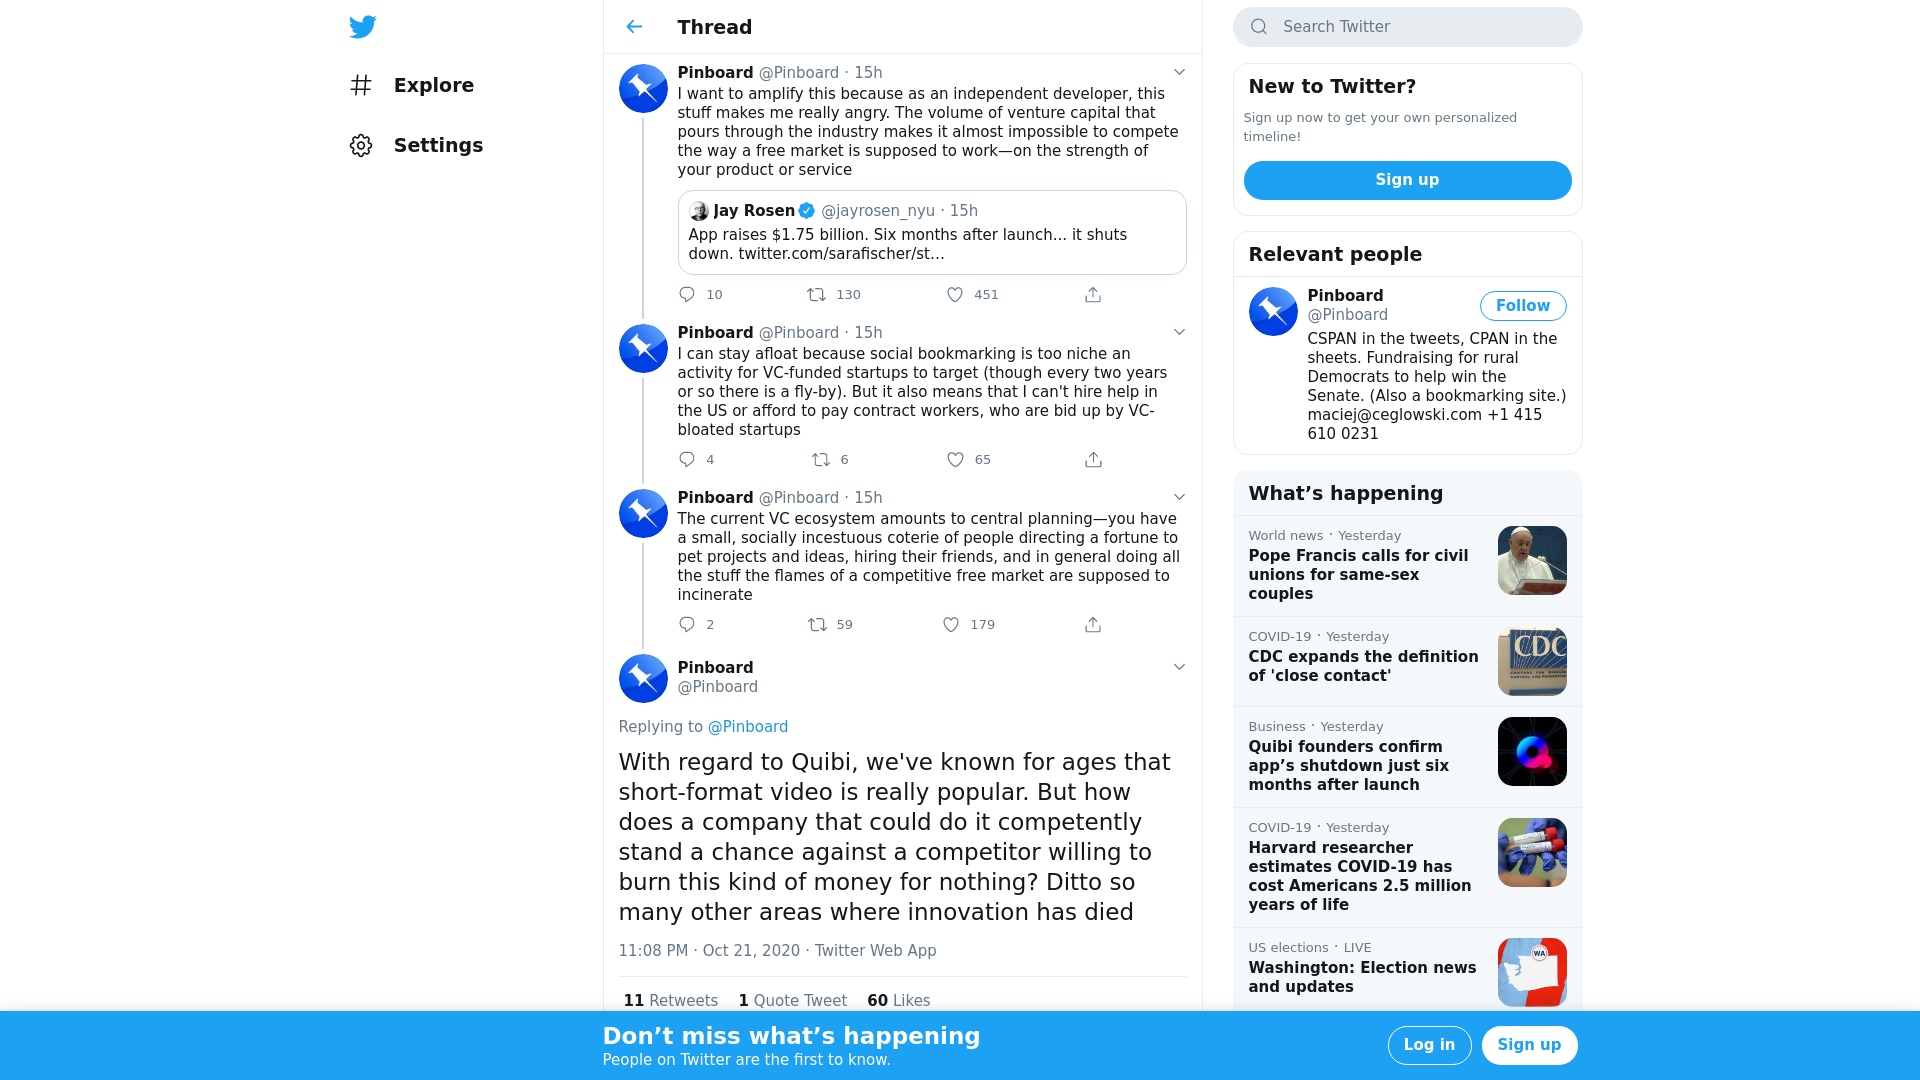 Explore
Settings
Thread
Pinboard @Pinboard · 15h
I want to amplify this because as an independent developer, this
stuff makes me really angry. The volume of venture capital that
pours through the industry makes it almost impossible to compete
the way a free market is supposed to work—on the strength of
your product or service
Jay Rosen @jayrosen_nyu · 15h
App raises $1.75 billion. Six months after launch... it shuts
down. twitter.com/sarafischer/st…
10 130 451
Pinboard @Pinboard · 15h
I can stay afloat because social bookmarking is too niche an
activity for VC-funded startups to target (though every two years
or so there is a fly-by). But it also means that I can't hire help in
the US or afford to pay contract workers, who are bid up by VC-
bloated startups
4 6 65
Pinboard @Pinboard · 15h
The current VC ecosystem amounts to central planning—you have
a small, socially incestuous coterie of people directing a fortune to
pet projects and ideas, hiring their friends, and in general doing all
the stuff the flames of a competitive free market are supposed to
incinerate
2 59 179
Pinboard
@Pinboard
Replying to @Pinboard
With regard to Quibi, we've known for ages that
short-format video is really popular. But how
does a company that could do it competently
stand a chance against a competitor willing to
burn this kind of money for nothing? Ditto so
many other areas where innovation has died
11:08 PM · Oct 21, 2020 · Twitter Web App
11 Retweets 1 Quote Tweet 60 Likes
Search Twitter
New to Twitter?
Sign up now to get your own personalized
timeline!
Sign up
Relevant people
Pinboard
@Pinboard
Follow
CSPAN in the tweets, CPAN in the
sheets. Fundraising for rural
Democrats to help win the
Senate. (Also a bookmarking site.)
maciej@ceglowski.com +1 415
610 0231
What's happening
World news · Yesterday
Pope Francis calls for civil
unions for same-sex
couples
COVID-19 · Yesterday
CDC expands the definition
of 'close contact'
CDC
Business · Yesterday
Quibi founders confirm
app's shutdown just six
months after launch
COVID-19 · Yesterday
Harvard researcher
estimates COVID-19 has
cost Americans 2.5 million
years of life
US elections · LIVE
Washington: Election news
and updates
WA
Don't miss what's happening
People on Twitter are the first to know.
Log in
Sign up